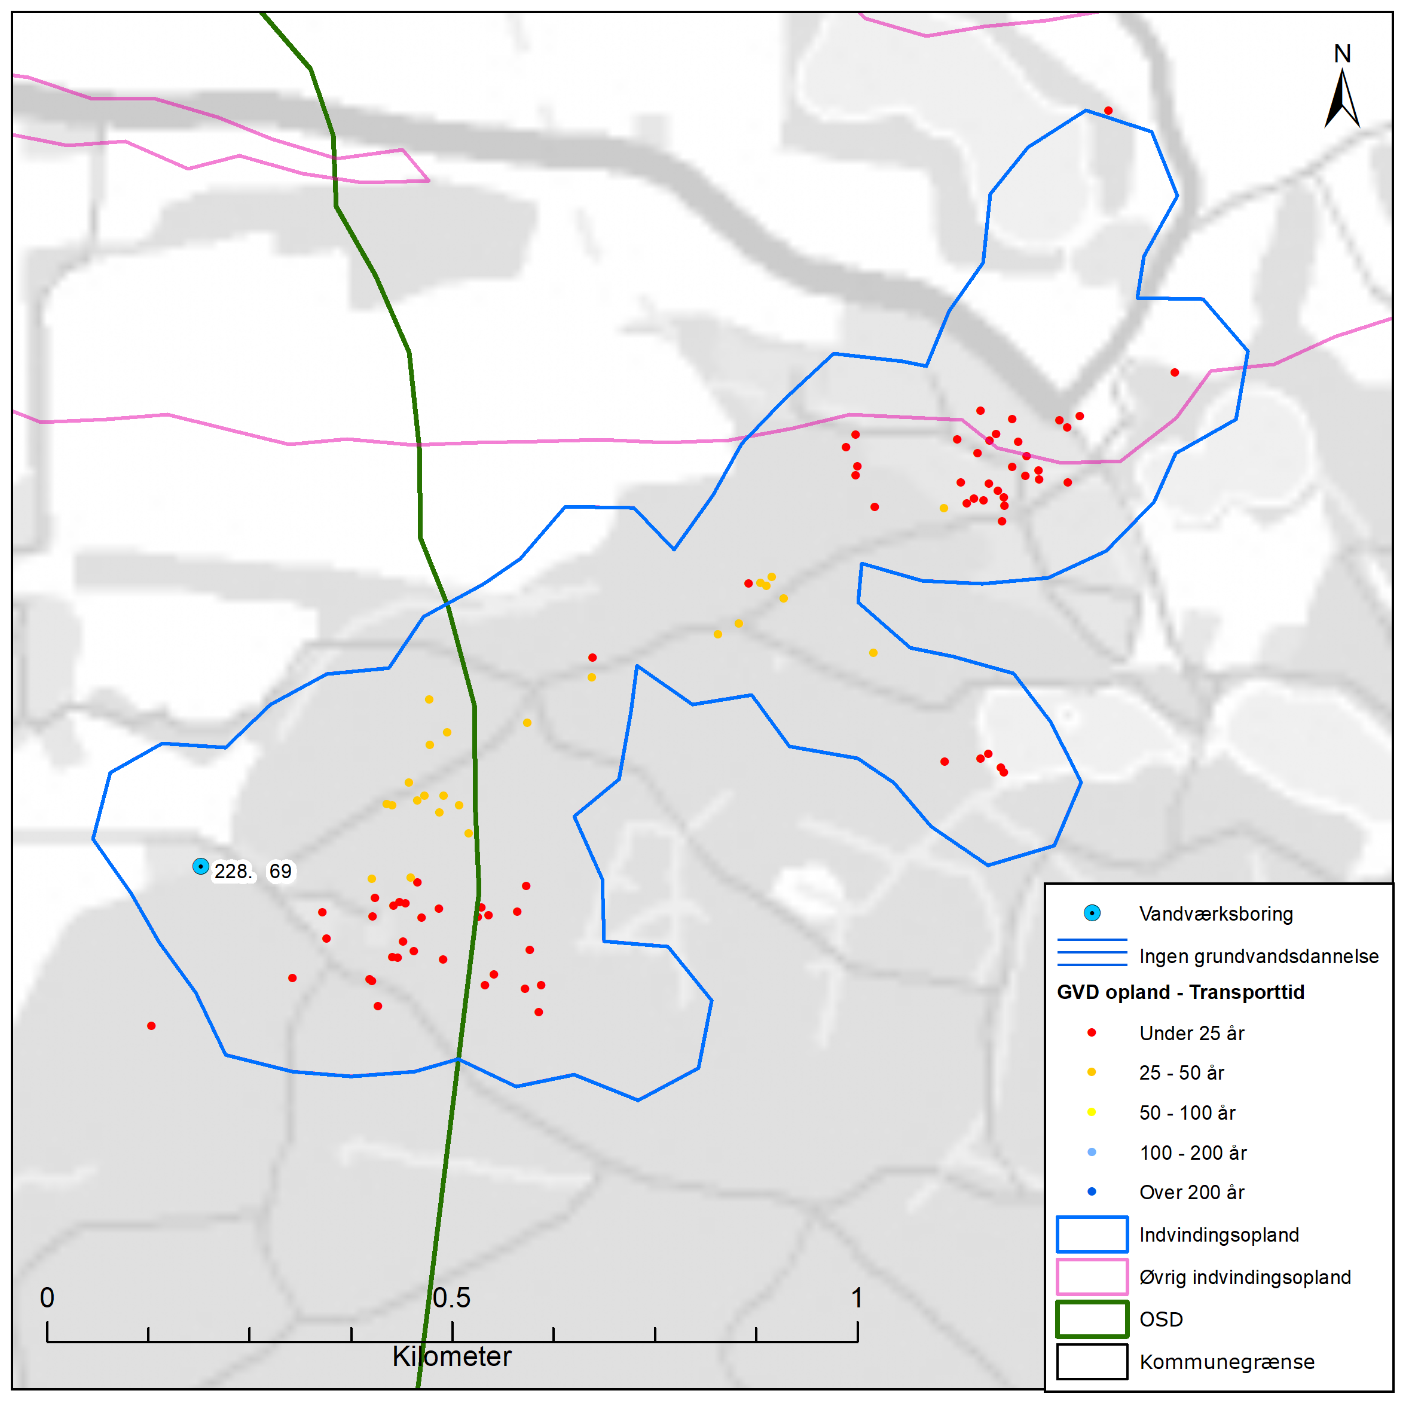 N
228.  69
Vandværksboring
Ingen grundvandsdannelse
GVD opland - Transporttid
Under 25 år
25 - 50 år
50 - 100 år
100 - 200 år
Over 200 år
Indvindingsopland
Øvrig indvindingsopland
OSD
Kommunegrænse
0 0.5 1
Kilometer